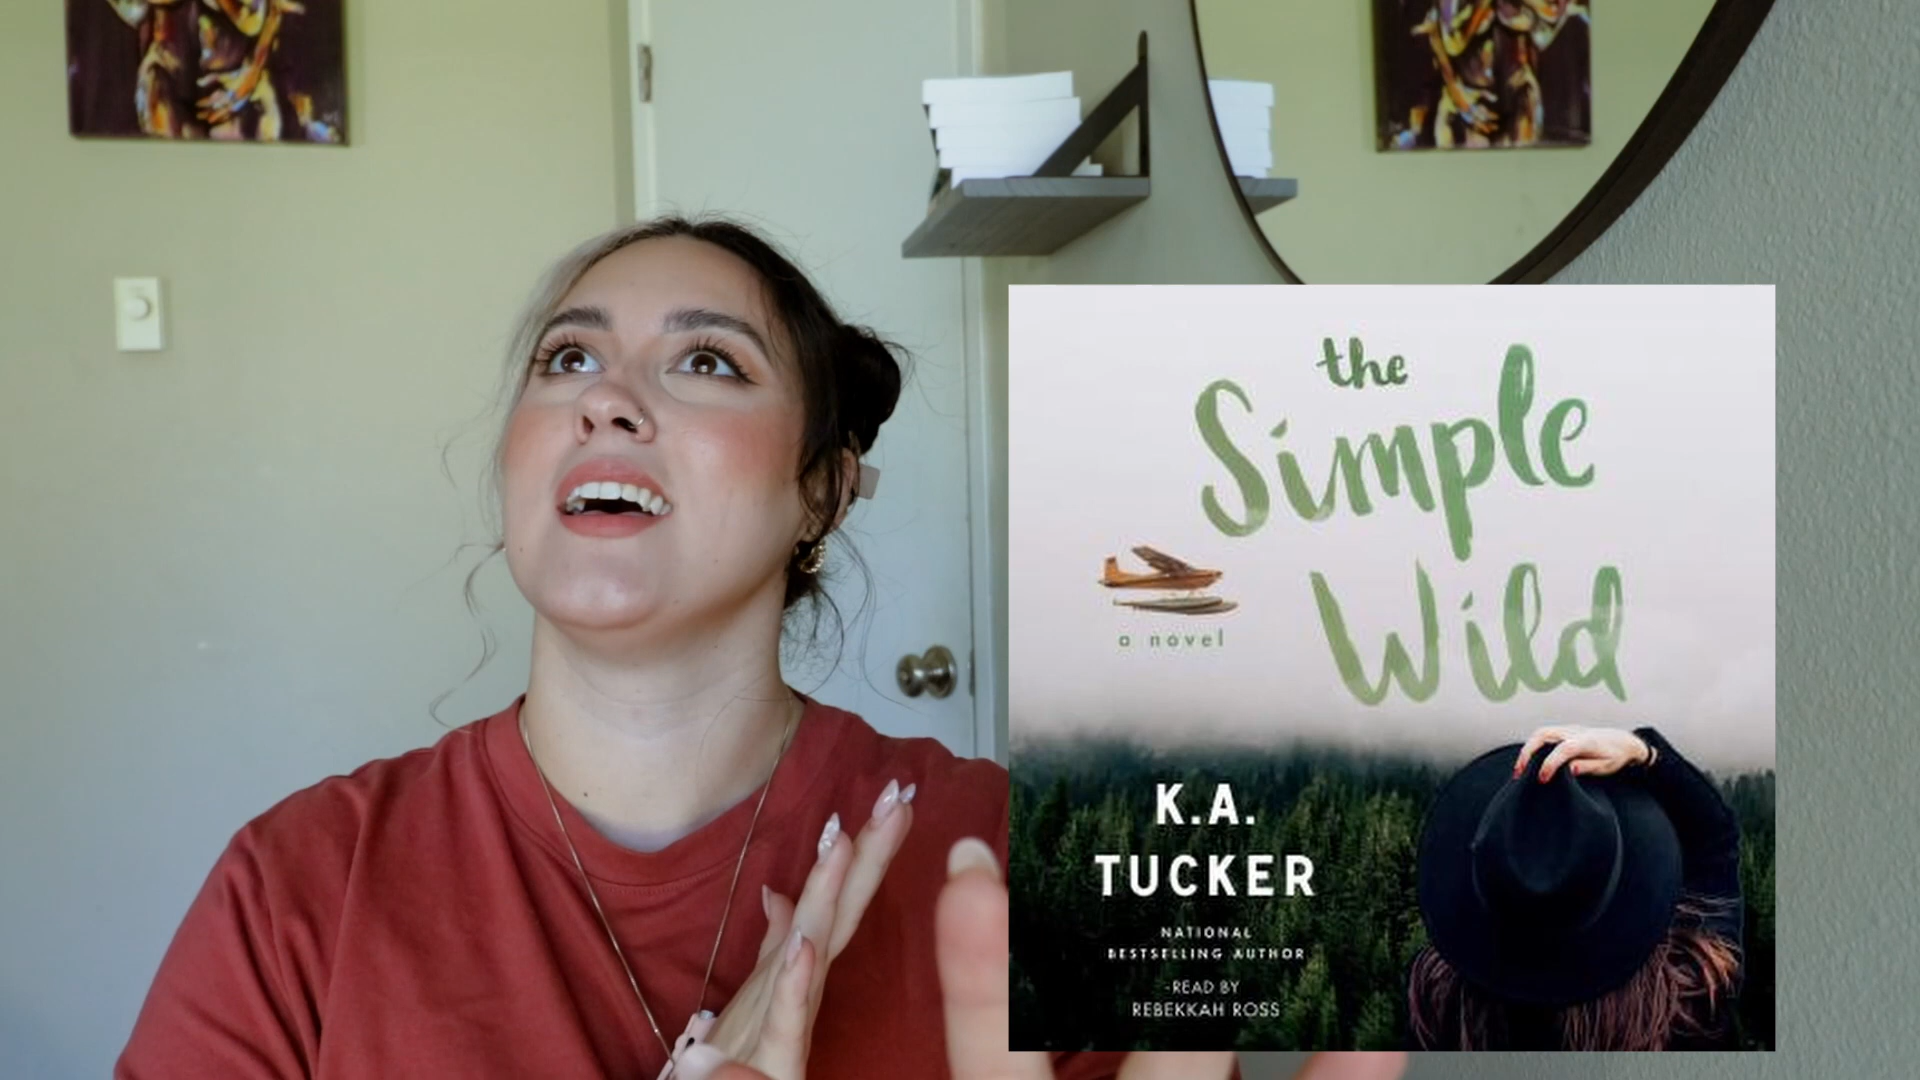 the
Simple
Wild
a novel
K.A.
TUCKER
NATIONAL
BESTSELLING AUTHOR
-READ BY
REBEKKAH ROSS